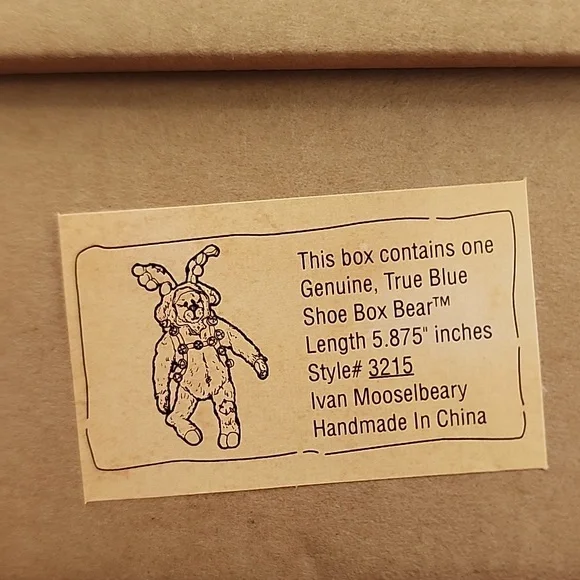 This box contains one
Genuine, True Blue
Shoe Box Bear™
Length 5.875" inches
Style# 3215
Ivan Mooselbeary
Handmade In China